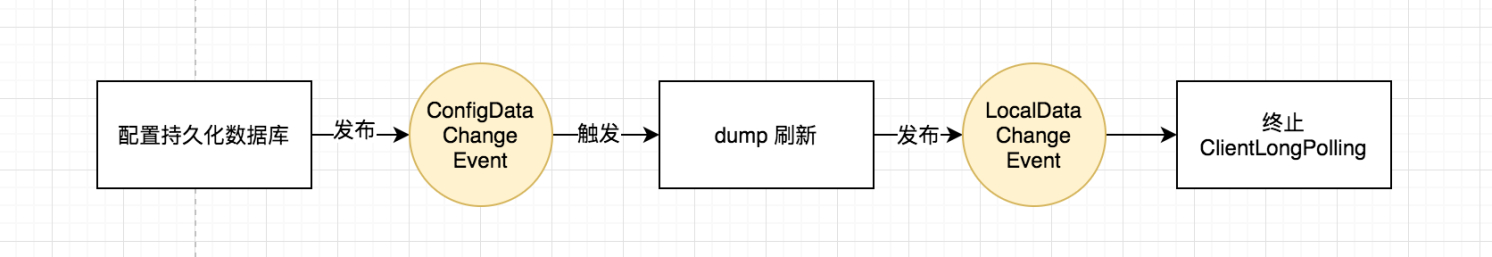 配置持久化数据库
发布
ConfigData
Change
Event
触发
dump 刷新
发布
LocalData
Change
Event
终止
ClientLongPolling